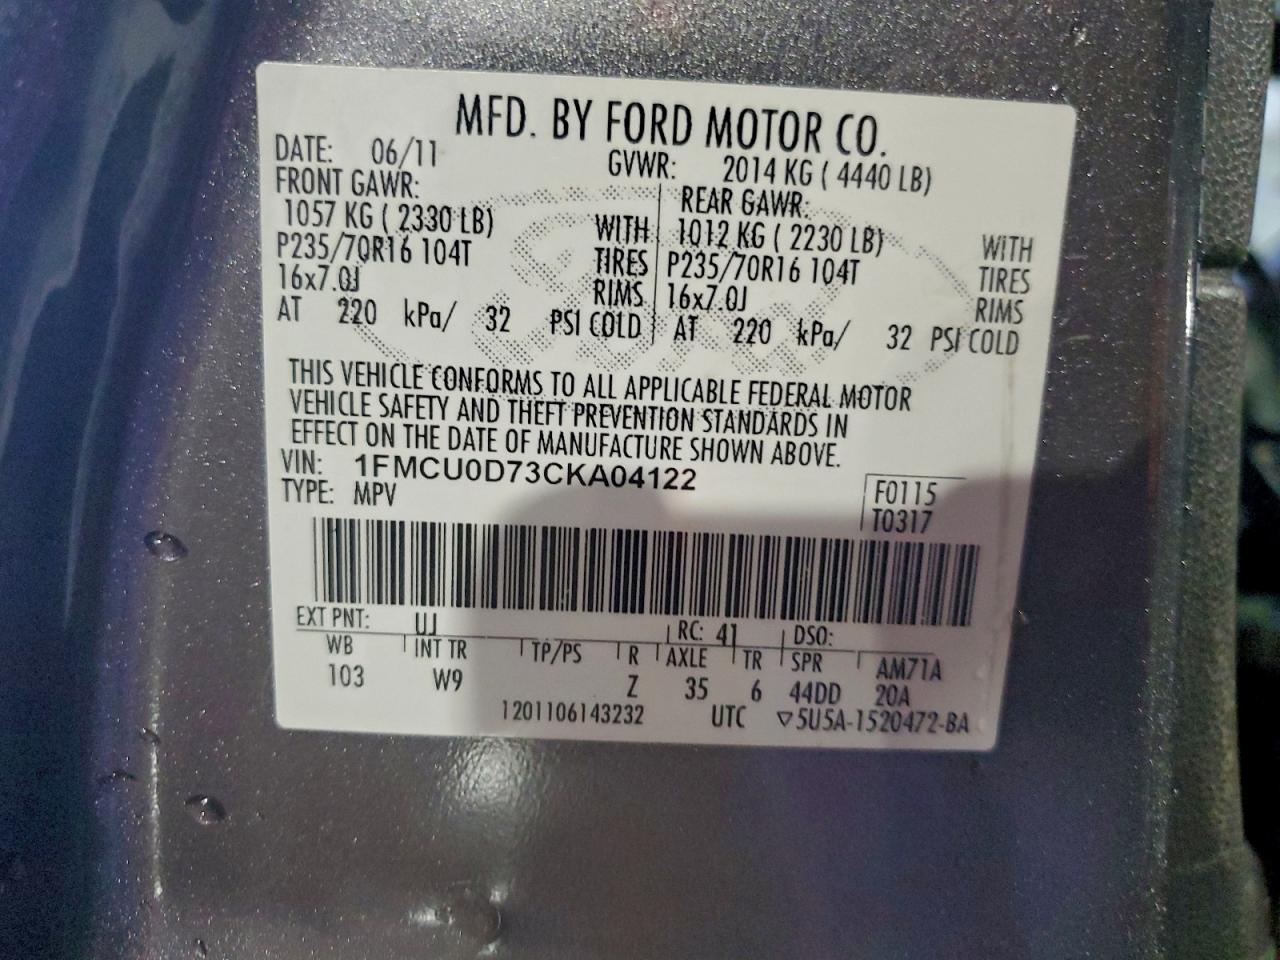 MFD. BY FORD MOTOR CO.
DATE: 06/11 GVWR: 2014 KG ( 4440 LB)
FRONT GAWR: REAR GAWR:
1057 KG ( 2330 LB) WITH 1012 KG ( 2230 LB) WITH
P235/70R16 104T TIRES P235/70R16 104T TIRES
16x7.0J RIMS 16x7.0J RIMS
AT 220 kPa/ 32 PSI COLD AT 220 kPa/ 32 PSI COLD
THIS VEHICLE CONFORMS TO ALL APPLICABLE FEDERAL MOTOR
VEHICLE SAFETY AND THEFT PREVENTION STANDARDS IN
EFFECT ON THE DATE OF MANUFACTURE SHOWN ABOVE.
VIN: 1FMCU0D73CKA04122
TYPE: MPV
F0115
T0317
EXT PNT: UJ RC: 41 DSO:
WB INT TR TP/PS R AXLE TR SPR AM71A
103 W9 Z 35 6 44DD 20A
1201106143232 UTC ▽5U5A-1520472-BA